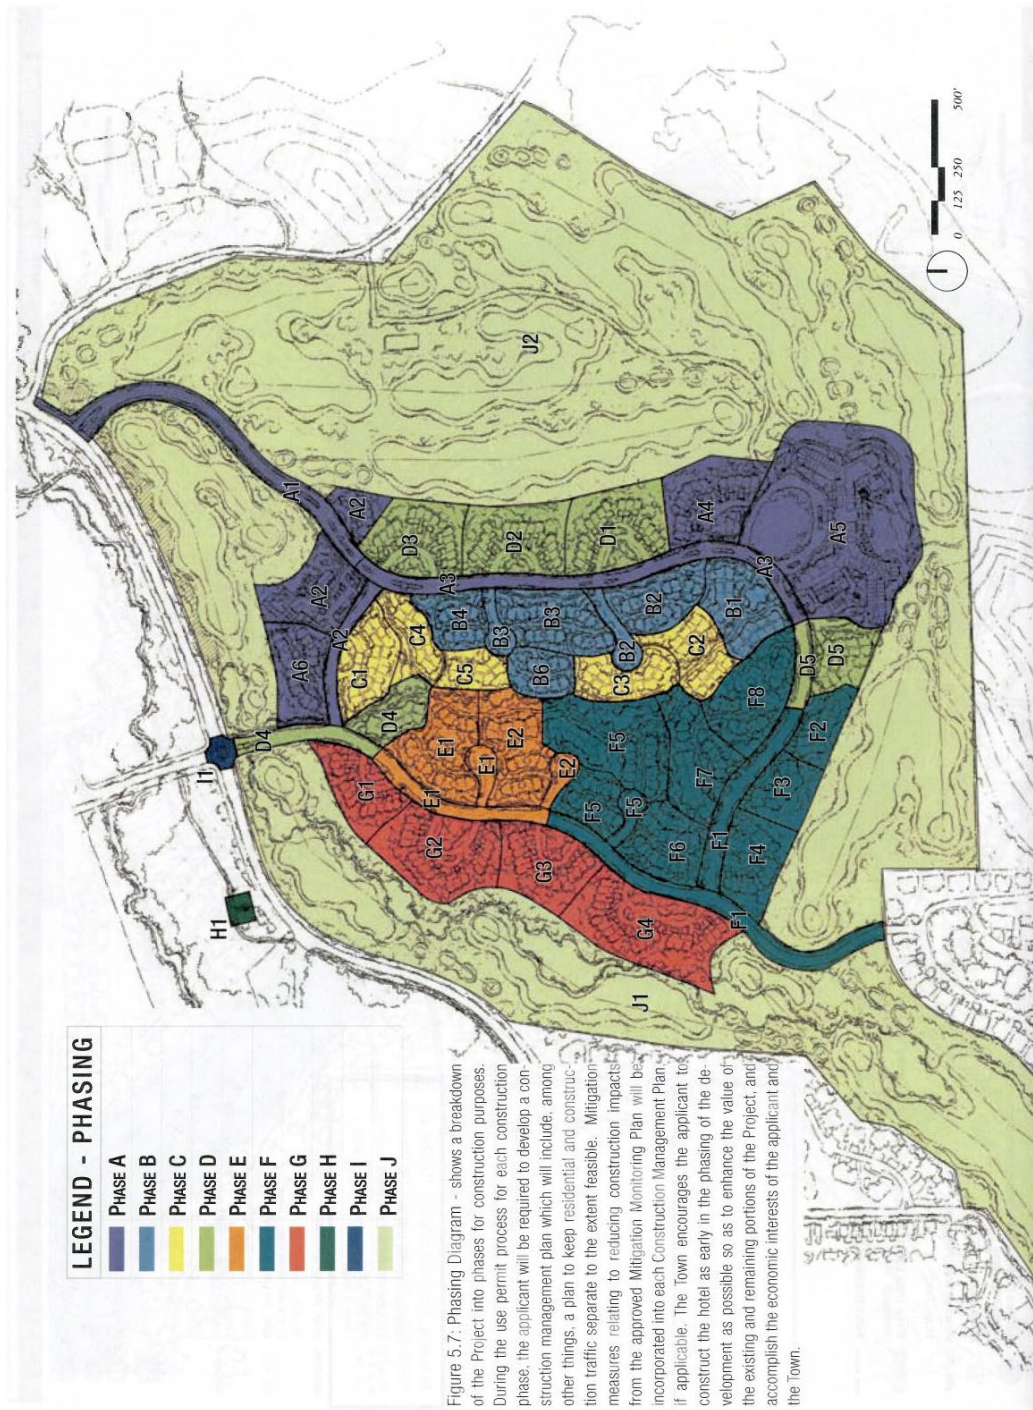 LEGEND - PHASING
PHASE A
PHASE B
PHASE C
PHASE D
PHASE E
PHASE F
PHASE G
PHASE H
PHASE I
PHASE J
Figure 5.7: Phasing Diagram - shows a breakdown
of the Project into phases for construction purposes.
During the use permit process for each construction
phase, the applicant will be required to develop a con-
struction management plan which will include, among
other things, a plan to keep residential and construc-
tion traffic separate to the extent feasible. Mitigation
measures relating to reducing construction impacts
from the approved Mitigation Monitoring Plan will be
incorporated into each Construction Management Plan,
if applicable. The Town encourages the applicant to
construct the hotel as early in the phasing of the de-
velopment as possible so as to enhance the value of
the existing and remaining portions of the Project, and
accomplish the economic interests of the applicant and
the Town.
H1
I1
D4
A6
A2
A2
A2
A1
G1
D4
C1
C4
A3
D3
J2
G2
E1
E1
E1
E2
C5
B4
B3
B3
D2
G3
E2
F5
F5
F5
B6
C3
B2
B2
D1
G4
F6
F7
C2
B1
A4
J1
F1
F1
F4
F3
F2
F8
D5
D5
A3
A5
0 125 250 500'